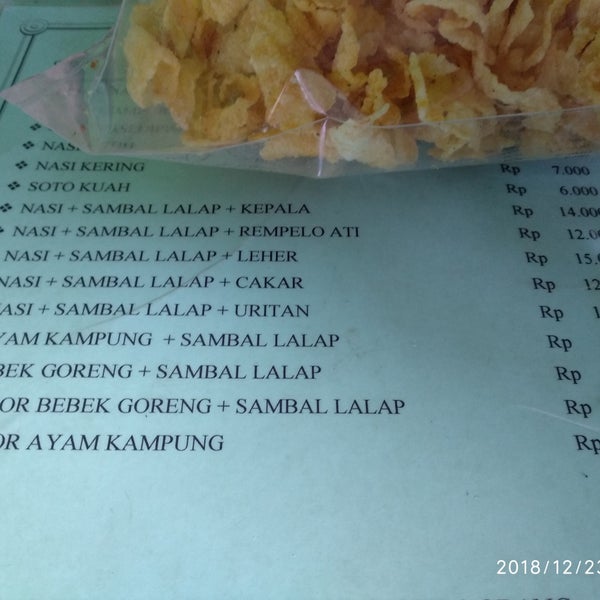 NASI KERING Rp 7.000
SOTO KUAH Rp 6.000
NASI + SAMBAL LALAP + KEPALA Rp 14.000
NASI + SAMBAL LALAP + REMPELO ATI Rp 12.00
NASI + SAMBAL LALAP + LEHER Rp 15.0
NASI + SAMBAL LALAP + CAKAR Rp 12
NASI + SAMBAL LALAP + URITAN Rp 1
YAM KAMPUNG + SAMBAL LALAP Rp
BEK GORENG + SAMBAL LALAP Rp
OR BEBEK GORENG + SAMBAL LALAP Rp
OR AYAM KAMPUNG Rp
2018/12/23